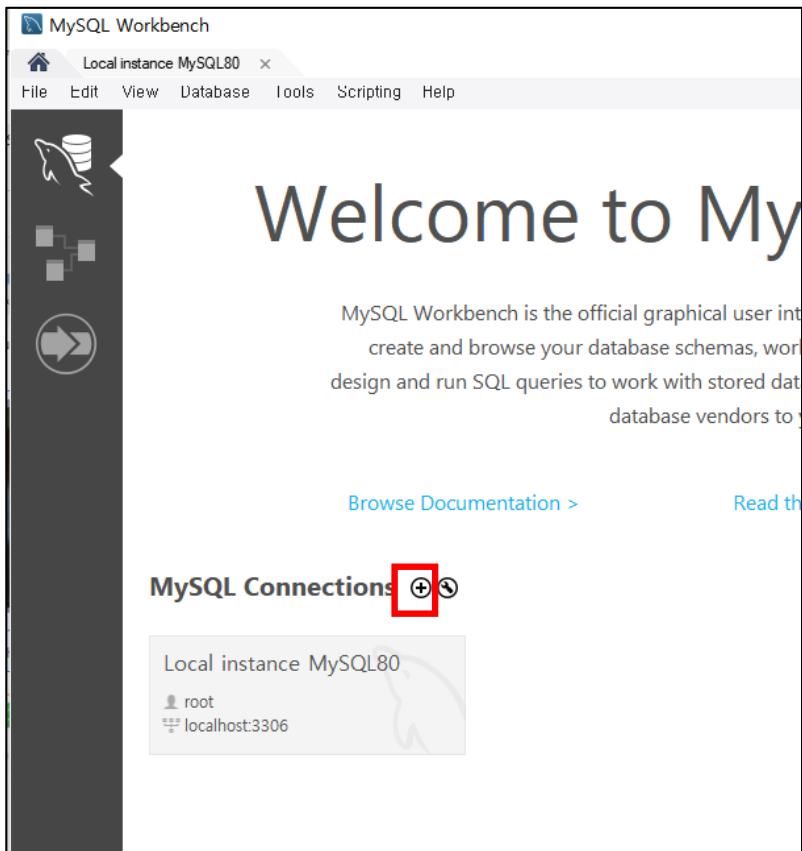 MySQL Workbench
Local instance MySQL80 ×
File Edit View Database Tools Scripting Help
Welcome to My
MySQL Workbench is the official graphical user int
create and browse your database schemas, work
design and run SQL queries to work with stored dat
database vendors to y
Browse Documentation >
Read th
MySQL Connections
Local instance MySQL80
root
localhost:3306